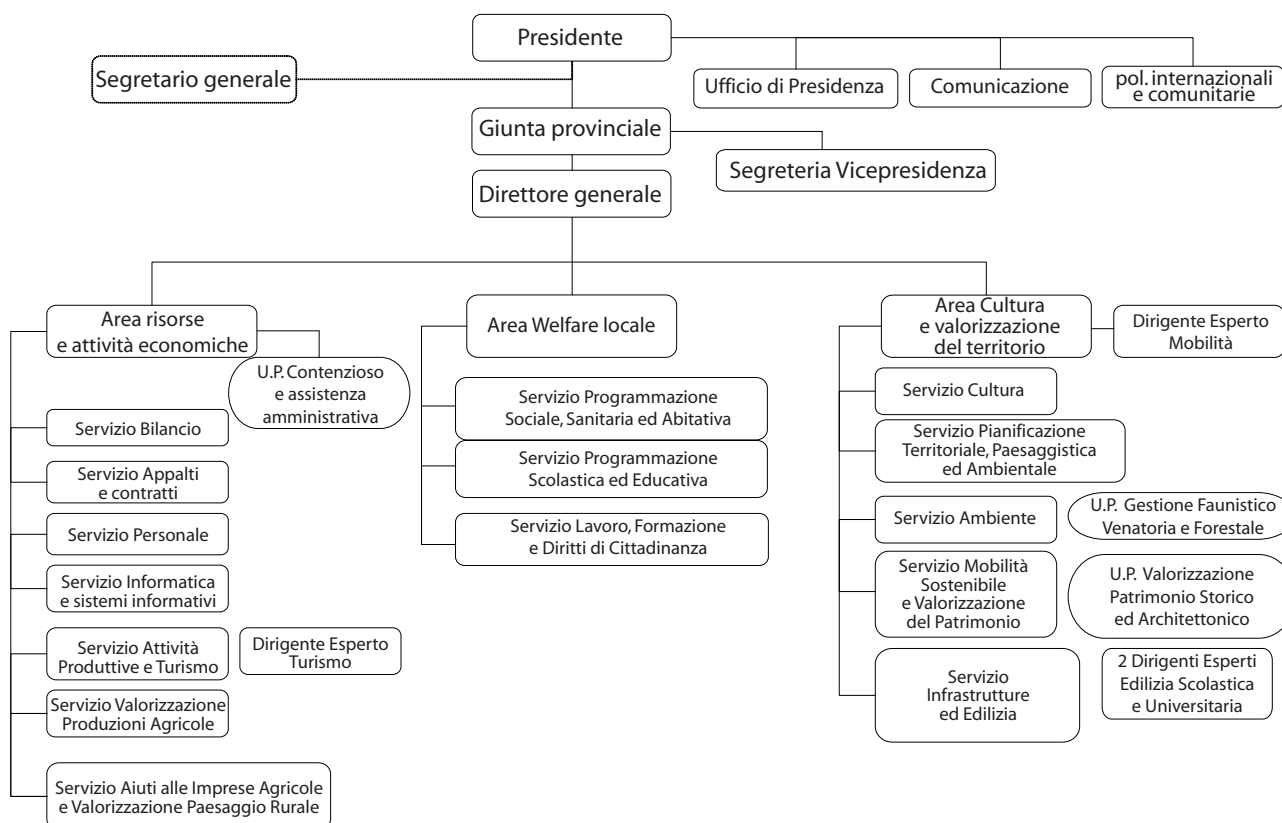 Presidente
Segretario generale
Ufficio di Presidenza
Comunicazione
pol. internazionali
e comunitarie
Giunta provinciale
Segreteria Vicepresidenza
Direttore generale
Area risorse
e attività economiche
U.P. Contenzioso
e assistenza
amministrativa
Servizio Bilancio
Servizio Appalti
e contratti
Servizio Personale
Servizio Informatica
e sistemi informativi
Servizio Attività
Produttive e Turismo
Dirigente Esperto
Turismo
Servizio Valorizzazione
Produzioni Agricole
Servizio Aiuti alle Imprese Agricole
e Valorizzazione Paesaggio Rurale
Area Welfare locale
Servizio Programmazione
Sociale, Sanitaria ed Abitativa
Servizio Programmazione
Scolastica ed Educativa
Servizio Lavoro, Formazione
e Diritti di Cittadinanza
Area Cultura
e valorizzazione
del territorio
Dirigente Esperto
Mobilità
Servizio Cultura
Servizio Pianificazione
Territoriale, Paesaggistica
ed Ambientale
Servizio Ambiente
U.P. Gestione Faunistico
Venatoria e Forestale
Servizio Mobilità
Sostenibile
e Valorizzazione
del Patrimonio
U.P. Valorizzazione
Patrimonio Storico
ed Architettonico
Servizio
Infrastrutture
ed Edilizia
2 Dirigenti Esperti
Edilizia Scolastica
e Universitaria